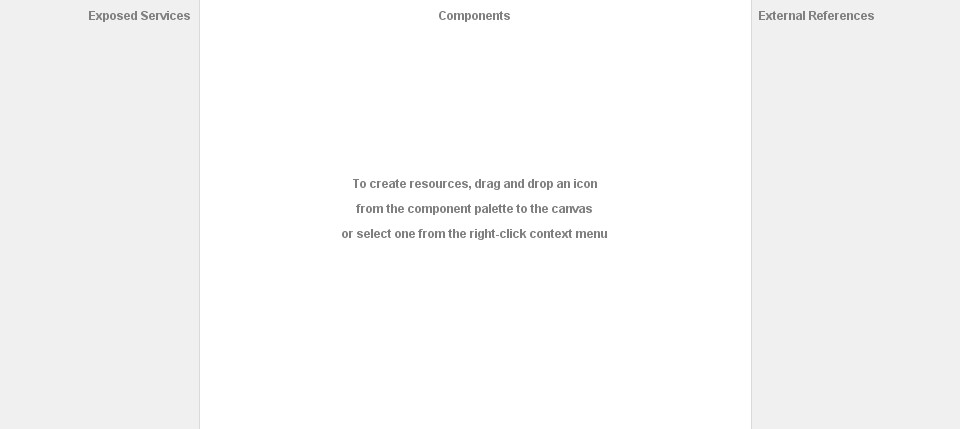 Exposed Services
Components
External References
To create resources, drag and drop an icon
from the component palette to the canvas
or select one from the right-click context menu